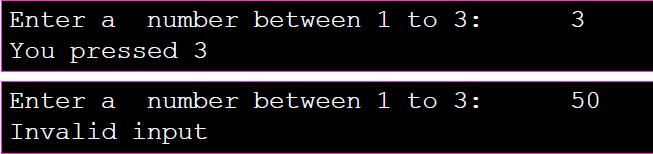 Enter a  number between 1 to 3:      3
You pressed 3
Enter a  number between 1 to 3:      50
Invalid input